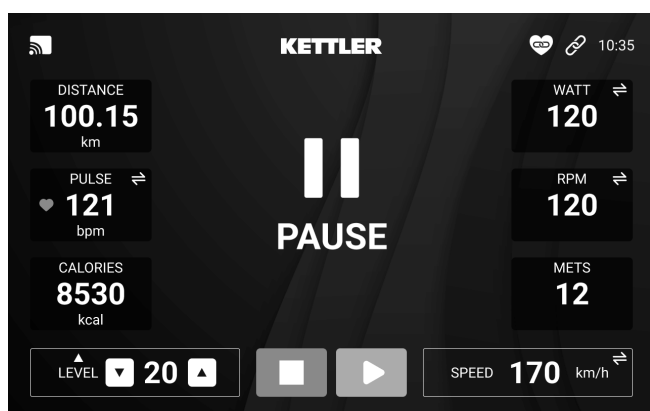 KETTLER
10:35
DISTANCE
100.15
km
PULSE
121
bpm
CALORIES
8530
kcal
PAUSE
WATT
120
RPM
120
METS
12
LEVEL 20
SPEED 170 km/h